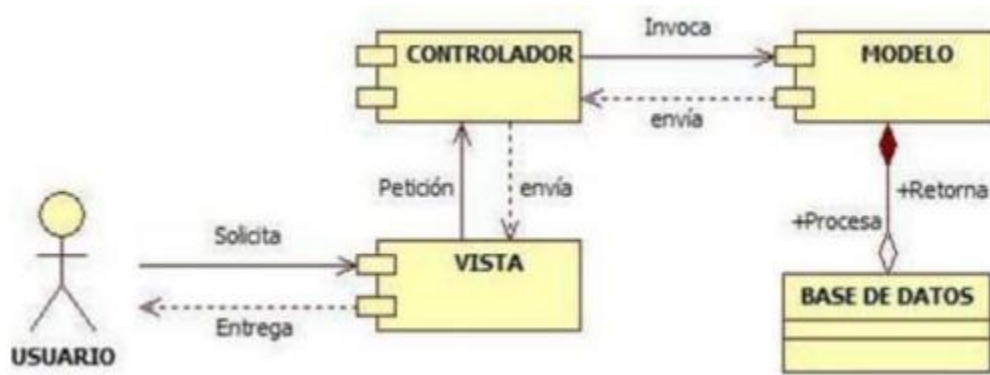 Invoca
CONTROLADOR
MODELO
envía
Petición
envía
+Retorna
+Procesa
Solicita
VISTA
BASE DE DATOS
Entrega
USUARIO